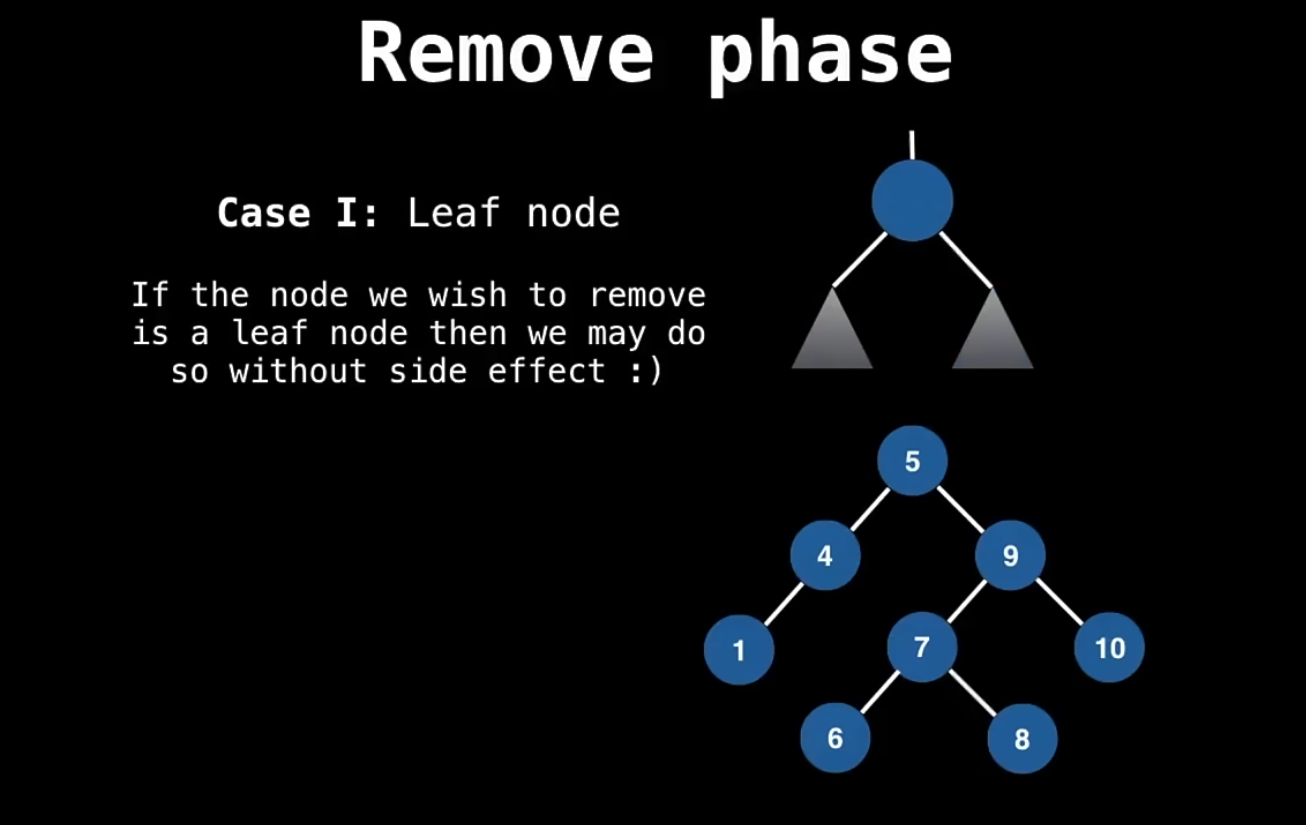 Remove phase
Case I: Leaf node
If the node we wish to remove
is a leaf node then we may do
so without side effect :)
5
4
9
1
7
10
6
8